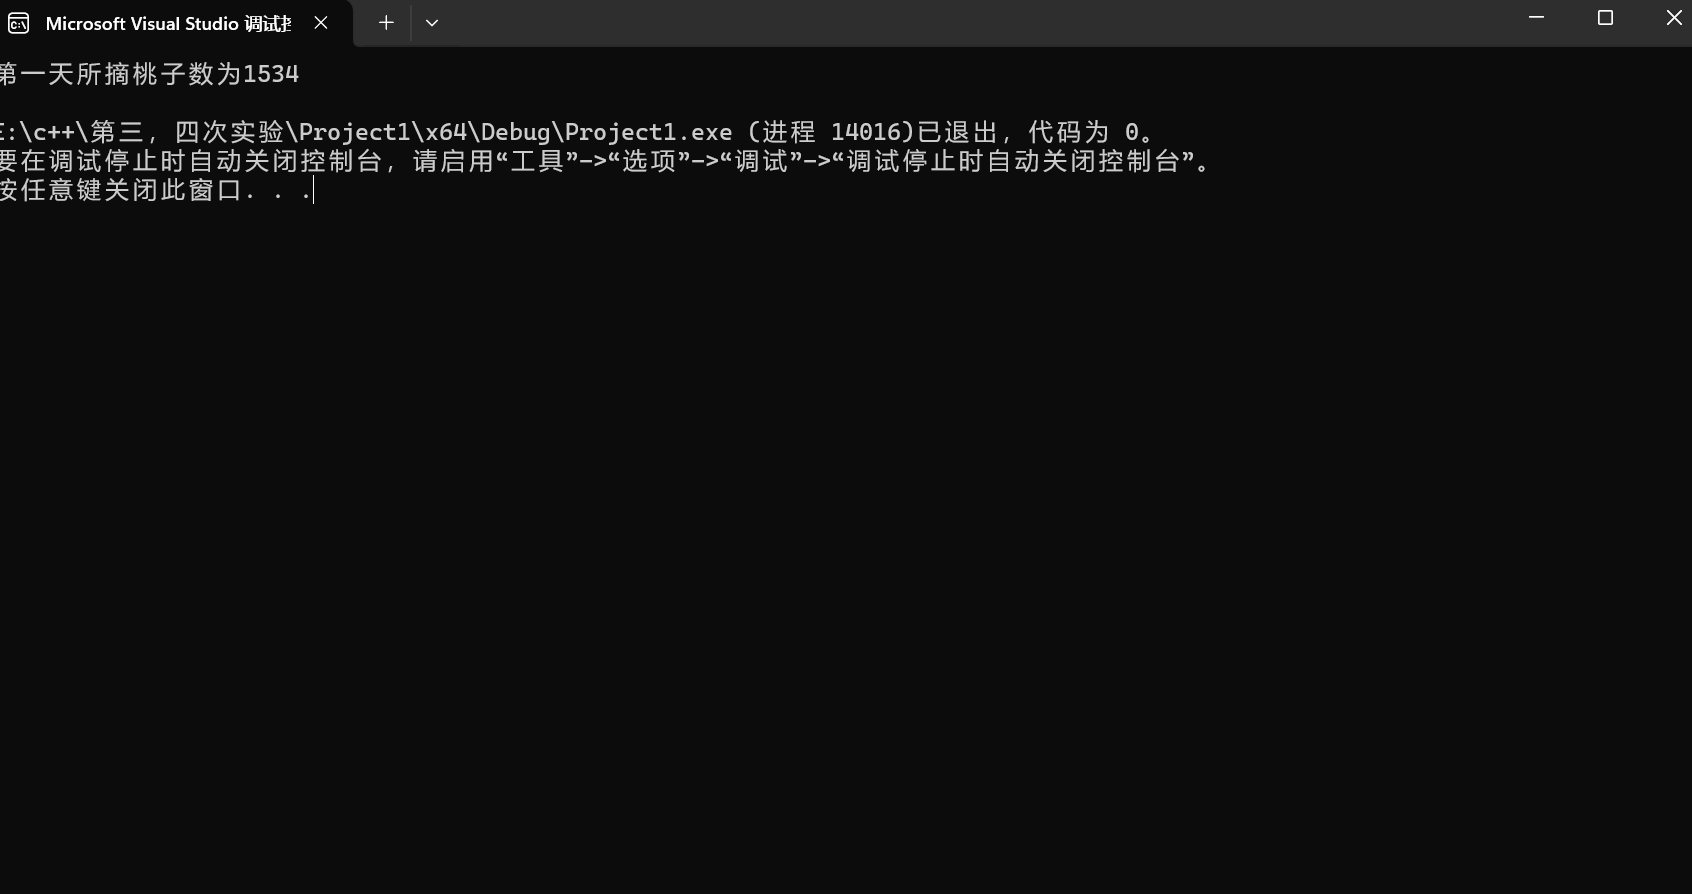 Microsoft Visual Studio 调试
第一天所摘桃子数为1534
E:\c++\第三，四次实验\Project1\x64\Debug\Project1.exe (进程 14016)已退出，代码为 0。
要在调试停止时自动关闭控制台，请启用“工具”->“选项”->“调试”->“调试停止时自动关闭控制台”。
按任意键关闭此窗口. . .